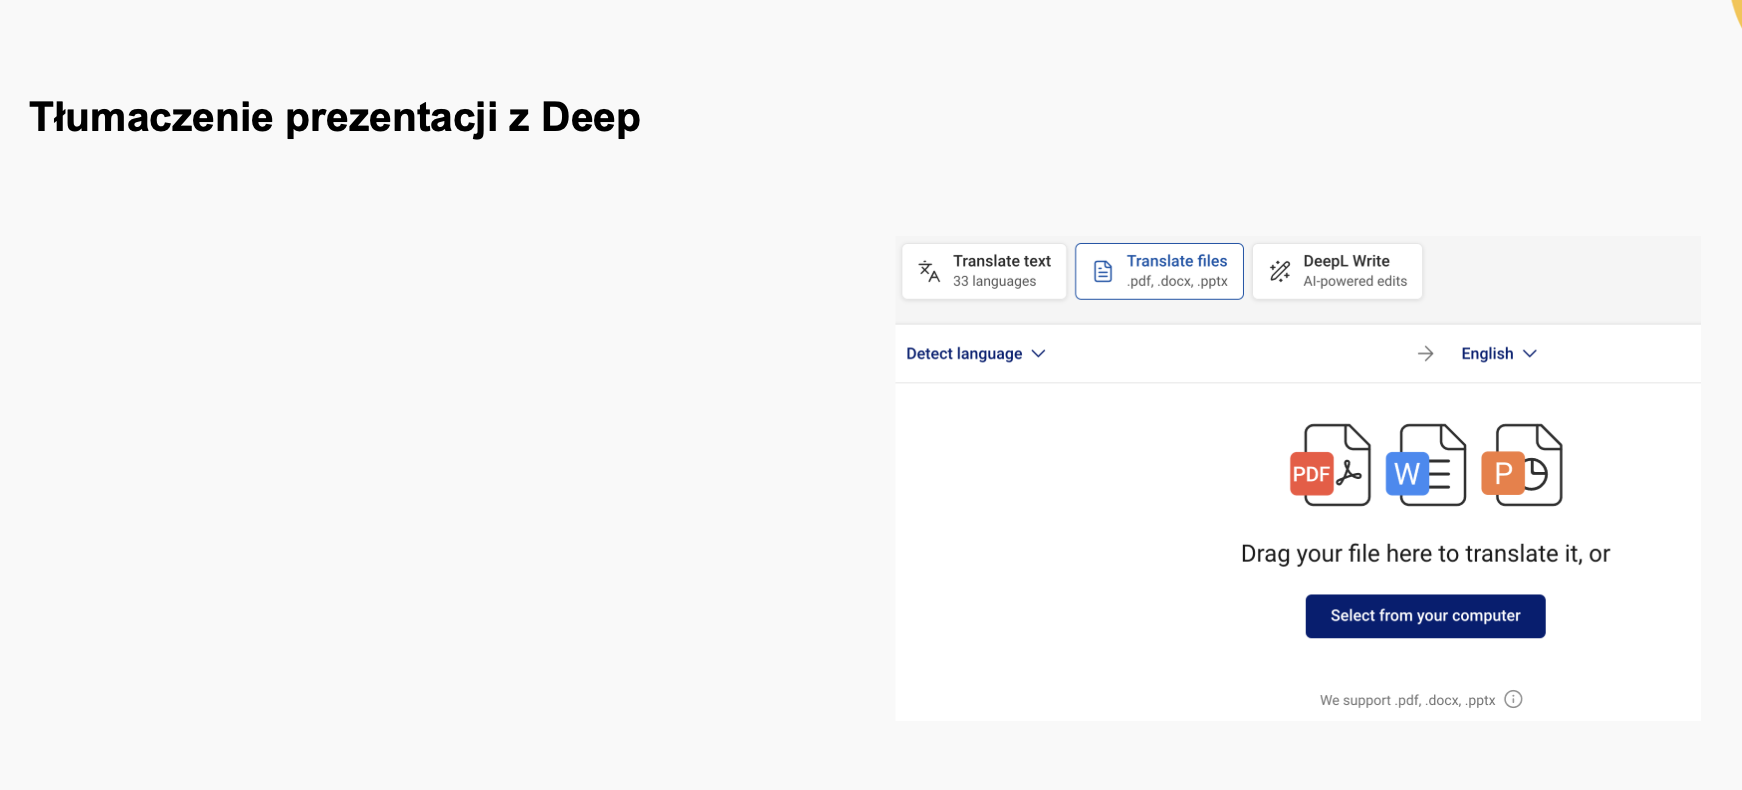 Tłumaczenie prezentacji z Deep
Translate text
33 languages
Translate files
.pdf, .docx, .pptx
DeepL Write
AI-powered edits
Detect language
English
PDF
W
P
Drag your file here to translate it, or
Select from your computer
We support .pdf, .docx, .pptx